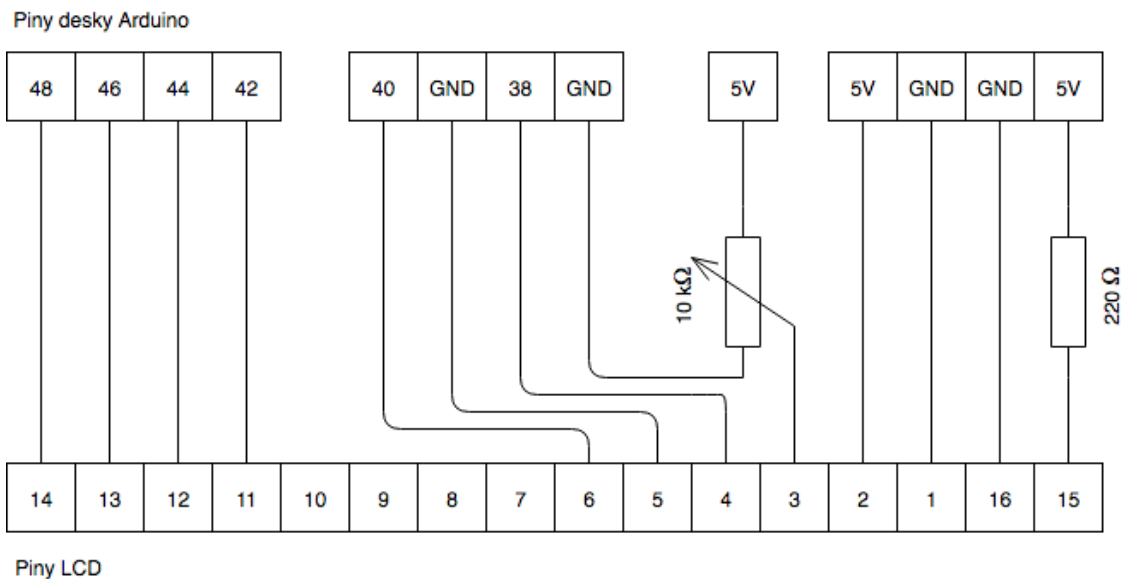 Piny desky Arduino
48 46 44 42 40 GND 38 GND 5V 5V GND GND 5V
10 kΩ
220 Ω
14 13 12 11 10 9 8 7 6 5 4 3 2 1 16 15
Piny LCD